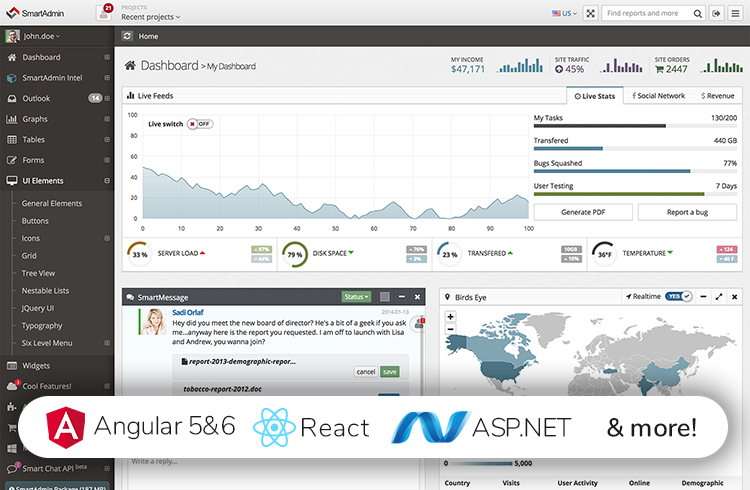 SmartAdmin
21
PROJECTS:
Recent projects
US
Find reports and more
John.doe
Home
Dashboard
SmartAdmin Intel
Outlook 14
Graphs
Tables
Forms
UI Elements
General Elements
Buttons
Icons
Grid
Tree View
Nestable Lists
JQuery UI
Typography
Six Level Menu
Widgets
Cool Features!
3
Smart Chat API beta
SmartAdmin Package (187 MB)
Dashboard > My Dashboard
MY INCOME
$47,171
SITE TRAFFIC
45%
SITE ORDERS
2447
Live Feeds
Live Stats
Social Network
$ Revenue
Live switch OFF
100
80
60
40
20
0
0 10 20 30 40 50 60 70 80 90 100
My Tasks 130/200
Transfered 440 GB
Bugs Squashed 77%
User Testing 7 Days
Generate PDF
Report a bug
33 % SERVER LOAD 97% 44%
79 % DISK SPACE 76% 3%
23 % TRANSFERED 10GB 10%
36°F TEMPERATURE 124 40 F
SmartMessage
Status
Sadi Orlaf 2014-01-13
Hey did you meet the new board of director? He's a bit of a geek if you ask
me...anyway here is the report you requested. I am off to launch with Lisa
and Andrew, you wanna join?
report-2013-demographic-repor...
cancel save
tobacco-report-2012.doc
Write a reply...
Birds Eye
Realtime YES
+
−
0 5,000
Country Visits User Activity Online Demographic
Angular 5&6
React
ASP.NET
& more!